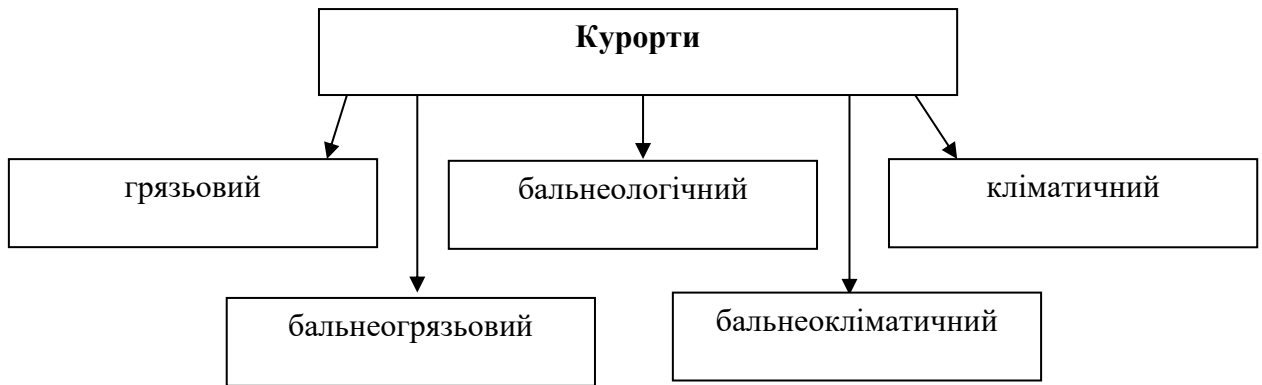 Курорти
грязьовий
бальнеологічний
кліматичний
бальнеогрязьовий
бальнеокліматичний